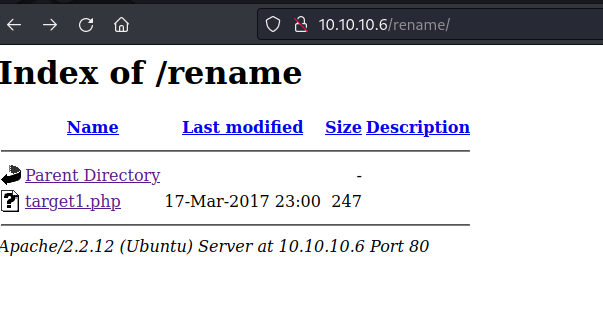 10.10.10.6/rename/
Index of /rename
Name Last modified Size Description
Parent Directory -
target1.php 17-Mar-2017 23:00 247
Apache/2.2.12 (Ubuntu) Server at 10.10.10.6 Port 80